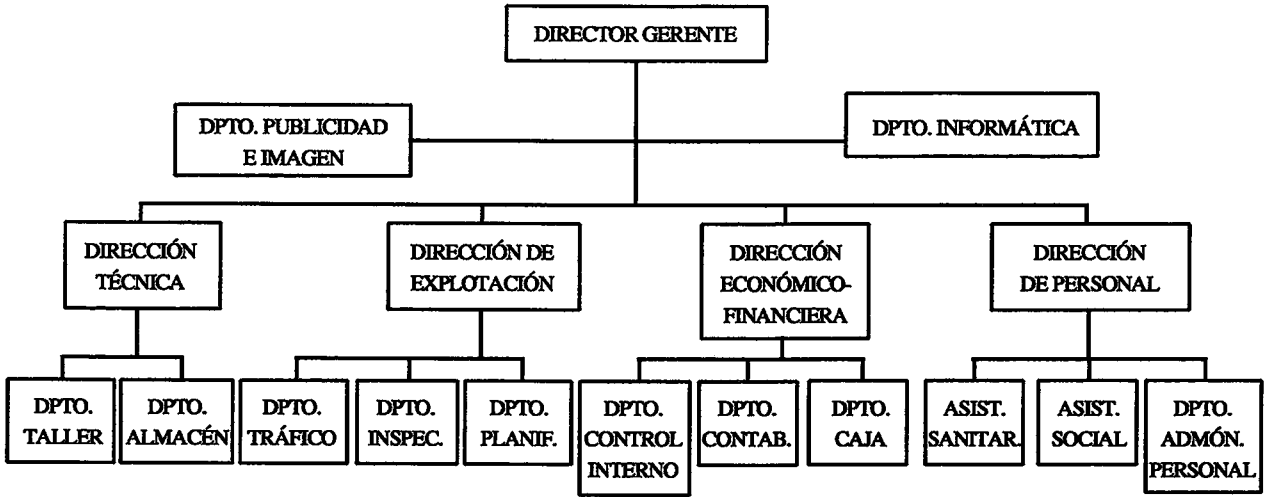 DIRECTOR GERENTE
DPTO. PUBLICIDAD
E IMAGEN
DPTO. INFORMÁTICA
DIRECCIÓN
TÉCNICA
DIRECCIÓN DE
EXPLOTACIÓN
DIRECCIÓN
ECONÓMICO-
FINANCIERA
DIRECCIÓN
DE PERSONAL
DPTO.
TALLER
DPTO.
ALMACÉN
DPTO.
TRÁFICO
DPTO.
INSPEC.
DPTO.
PLANIF.
DPTO.
CONTROL
INTERNO
DPTO.
CONTAB.
DPTO.
CAJA
ASIST.
SANITAR.
ASIST.
SOCIAL
DPTO.
ADMÓN.
PERSONAL